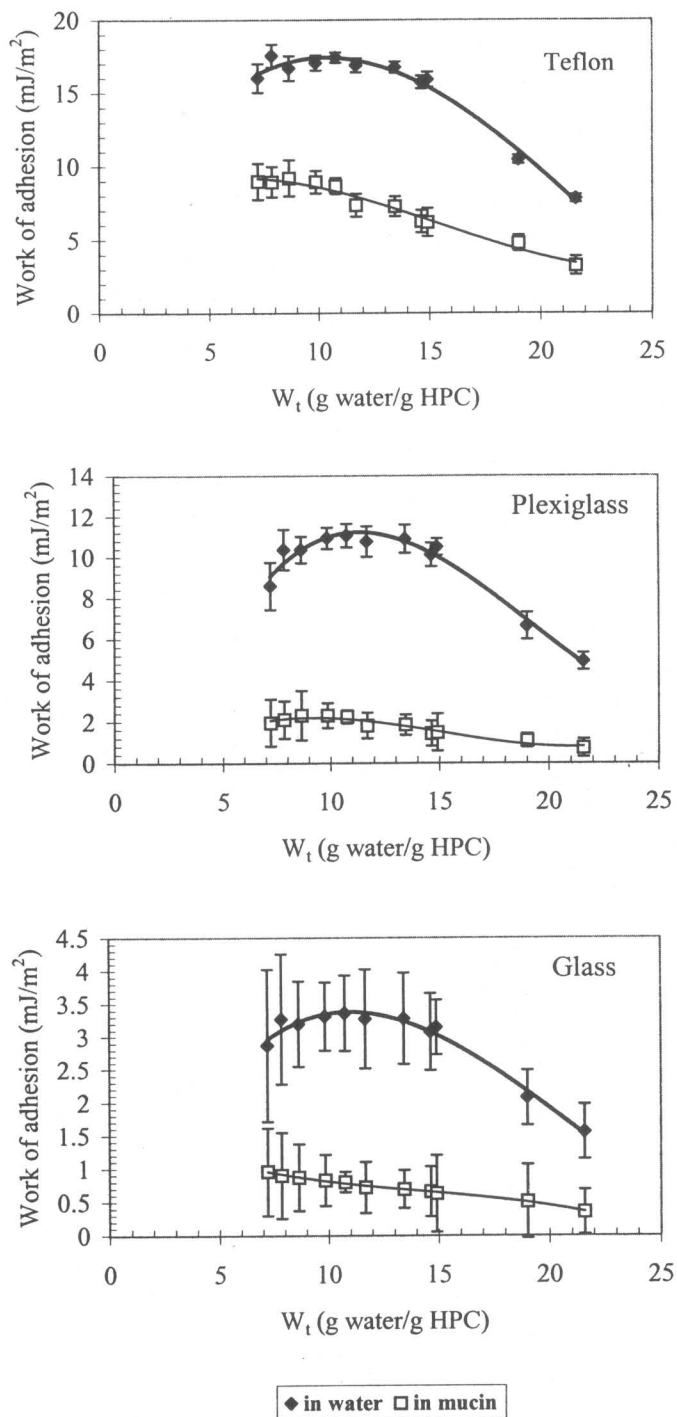 Teflon
Work of adhesion (mJ/m²)
20
15
10
5
0
0 5 10 15 20 25
Wt (g water/g HPC)
Plexiglass
Work of adhesion (mJ/m²)
14
12
10
8
6
4
2
0
0 5 10 15 20 25
Wt (g water/g HPC)
Glass
Work of adhesion (mJ/m²)
4.5
4
3.5
3
2.5
2
1.5
1
0.5
0
0 5 10 15 20 25
Wt (g water/g HPC)
in water in mucin